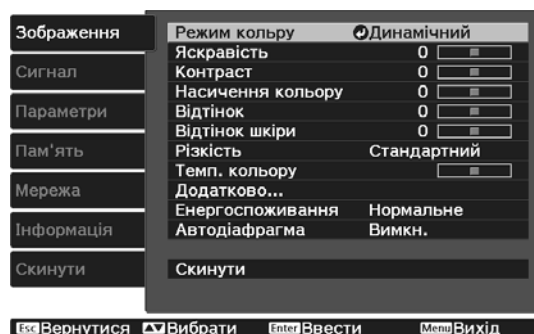 Зображення
Сигнал
Параметри
Пам'ять
Мережа
Інформація
Скинути
Режим кольру Динамічний
Яскравість 0
Контраст 0
Насичення кольору 0
Відтінок 0
Відтінок шкіри 0
Різкість Стандартний
Темп. кольору
Додатково...
Енергоспоживання Нормальне
Автодіафрагма Вимкн.
Скинути
Esc Вернутися Вибрати Enter Ввести Menu Вихід